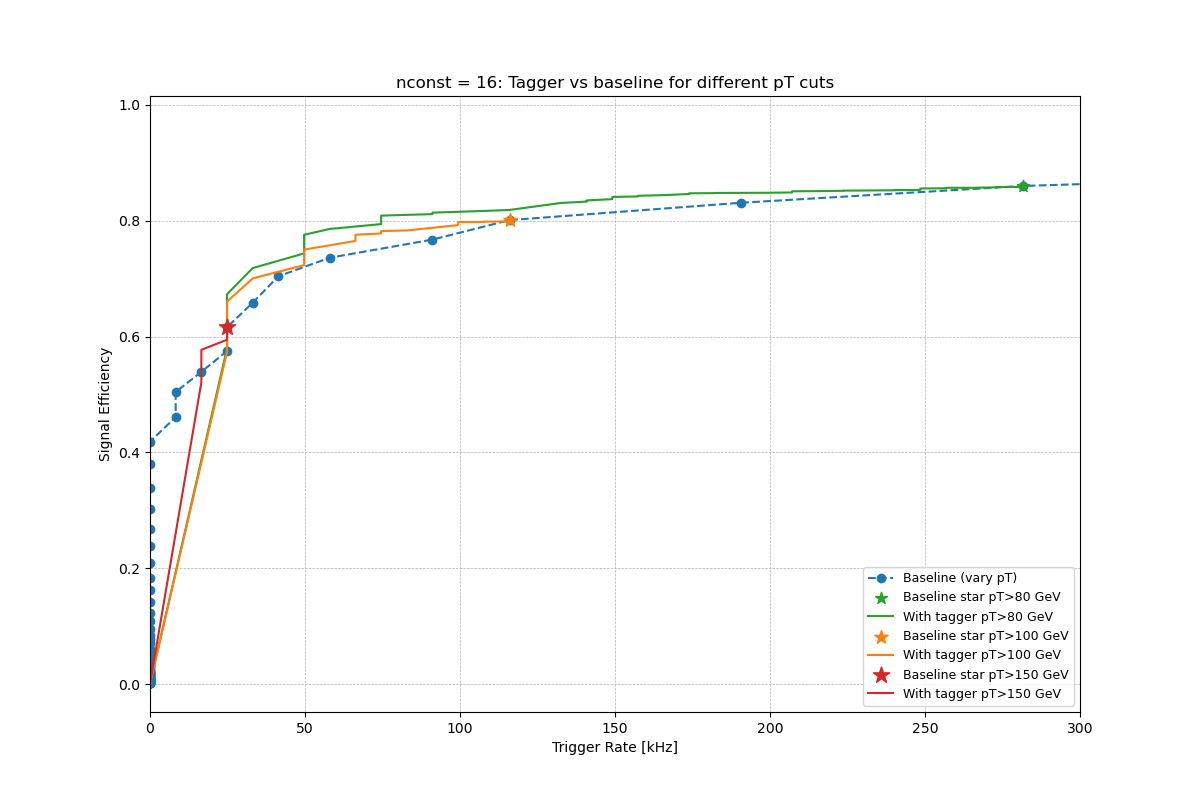 nconst = 16: Tagger vs baseline for different pT cuts
1.0
0.8
0.6
0.4
0.2
0.0
Signal Efficiency
0 50 100 150 200 250 300
Trigger Rate [kHz]
Baseline (vary pT)
Baseline star pT>80 GeV
With tagger pT>80 GeV
Baseline star pT>100 GeV
With tagger pT>100 GeV
Baseline star pT>150 GeV
With tagger pT>150 GeV